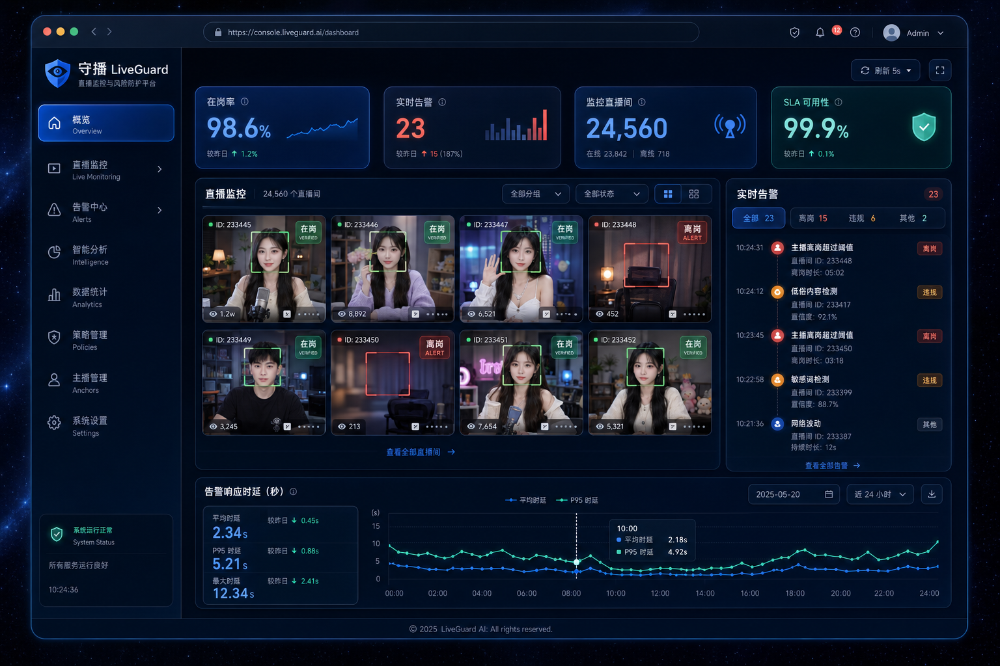 https://console.liveguard.ai/dashboard
12
Admin
守播 LiveGuard
直播监控与风险防护平台
刷新 5s
概览
Overview
直播监控
Live Monitoring
告警中心
Alerts
智能分析
Intelligence
数据统计
Analytics
策略管理
Policies
主播管理
Anchors
系统设置
Settings
系统运行正常
System Status
所有服务运行良好
10:24:36
在岗率
98.6%
较昨日 ↑ 1.2%
实时告警
23
较昨日 ↑ 15 (187%)
监控直播间
24,560
在线 23,842 | 离线 718
SLA 可用性
99.9%
较昨日 ↑ 0.1%
直播监控
24,560 个直播间
全部分组
全部状态
ID: 233445
在岗
VERIFIED
1.2w
ID: 233446
在岗
VERIFIED
8,892
ID: 233447
在岗
VERIFIED
6,521
ID: 233448
离岗
ALERT
452
ID: 233449
在岗
VERIFIED
3,245
ID: 233450
离岗
ALERT
213
ID: 233451
在岗
VERIFIED
7,654
ID: 233452
在岗
VERIFIED
5,321
查看全部直播间 →
实时告警
23
全部 23
离岗 15
违规 6
其他 2
10:24:31
主播离岗超过阈值
离岗
直播间 ID: 233448
离岗时长: 05:02
10:24:12
低俗内容检测
违规
直播间 ID: 233417
置信度: 92.1%
10:23:45
主播离岗超过阈值
离岗
直播间 ID: 233450
离岗时长: 03:18
10:22:58
敏感词检测
违规
直播间 ID: 233399
置信度: 88.7%
10:21:36
网络波动
其他
直播间 ID: 233387
持续时长: 12s
查看全部告警 →
告警响应时延（秒）
平均时延
2.34s
较昨日 ↓ 0.45s
P95 时延
5.21s
较昨日 ↓ 0.88s
最大时延
12.34s
较昨日 ↓ 2.41s
平均时延
P95 时延
2025-05-20
近 24 小时
(s)
15
10
5
0
10:00
平均时延 2.18s
P95 时延 4.92s
00:00 02:00 04:00 06:00 08:00 10:00 12:00 14:00 16:00 18:00 20:00 22:00 24:00
© 2025 LiveGuard AI: All rights reserved.